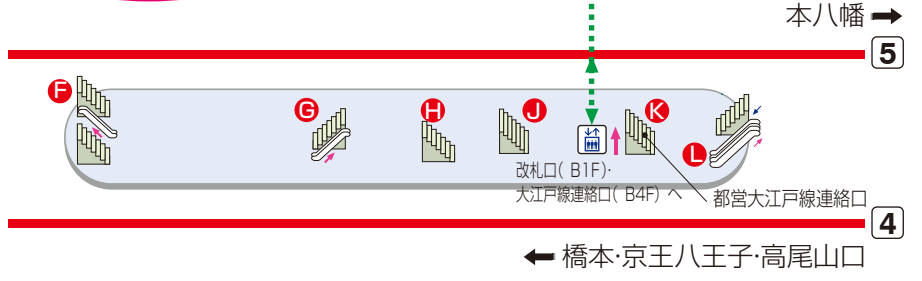 本八幡➡
5
F
G
H
J
K
L
改札口( B1F)・
大江戸線連絡口( B4F) へ
都営大江戸線連絡口
4
⬅橋本・京王八王子・高尾山口